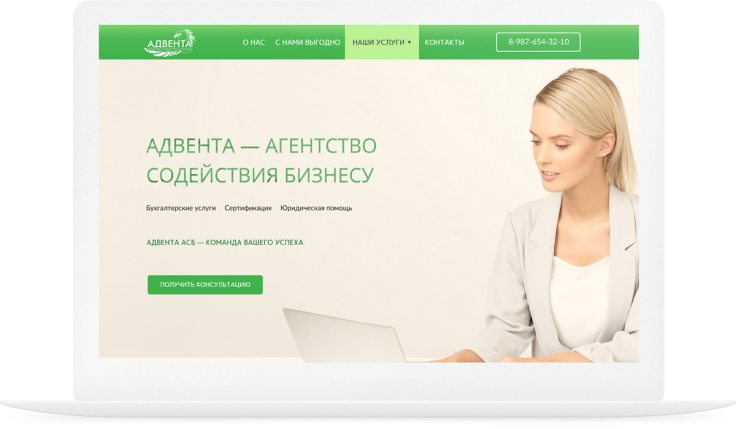 АДВЕНТА
О НАС С НАМИ ВЫГОДНО НАШИ УСЛУГИ ▼ КОНТАКТЫ 8-987-654-32-10
АДВЕНТА — АГЕНТСТВО
СОДЕЙСТВИЯ БИЗНЕСУ
Бухгалтерские услуги Сертификация Юридическая помощь
АДВЕНТА АСБ — КОМАНДА ВАШЕГО УСПЕХА
ПОЛУЧИТЬ КОНСУЛЬТАЦИЮ